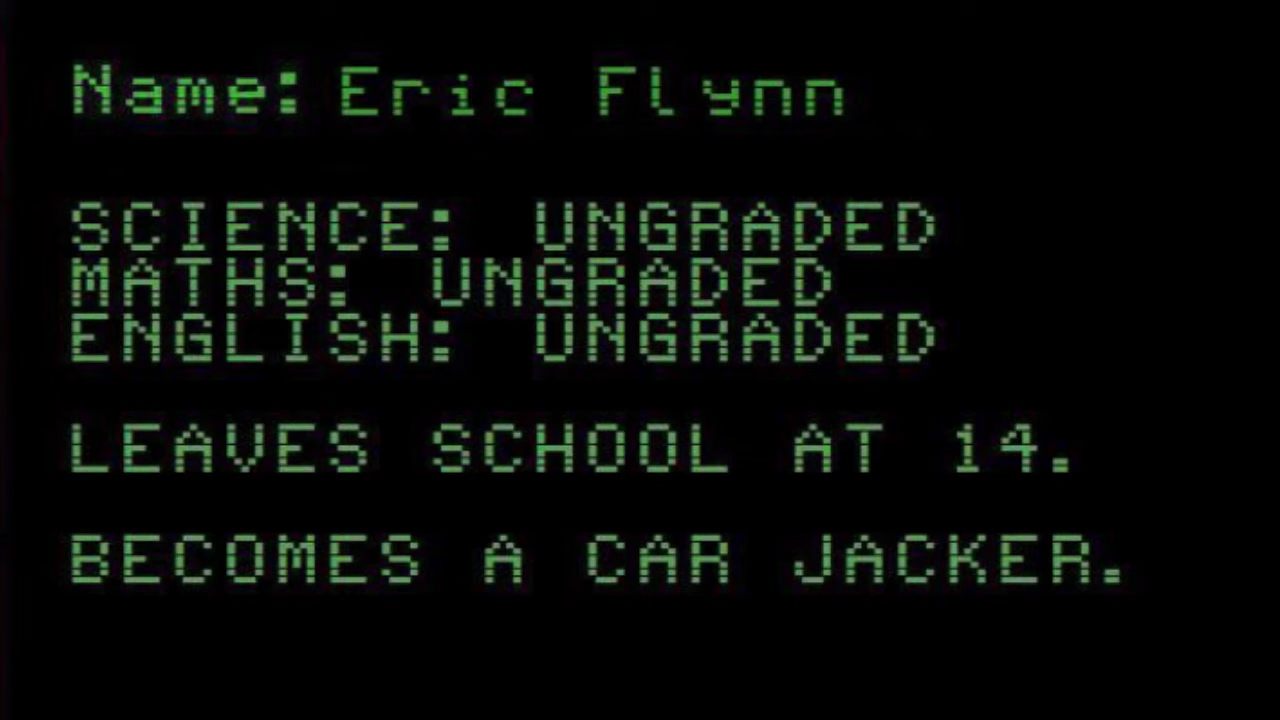 Name: Eric Flynn
SCIENCE: UNGRADED
MATHS: UNGRADED
ENGLISH: UNGRADED
LEAVES SCHOOL AT 14.
BECOMES A CAR JACKER.